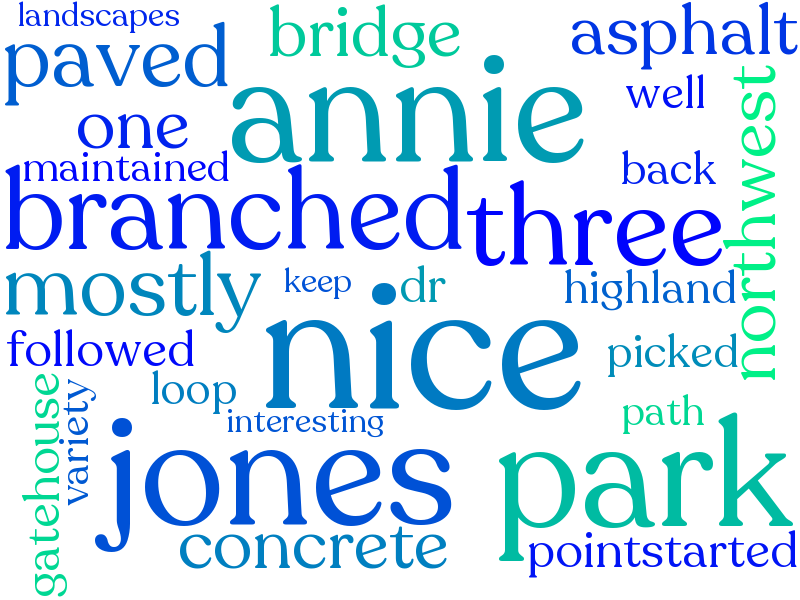 landscapes
paved
bridge
asphalt
annie
well
one
northwest
maintained
back
branched
three
mostly
keep
dr
highland
nice
followed
picked
loop
gatehouse
variety
interesting
path
jones
park
concrete
pointstarted